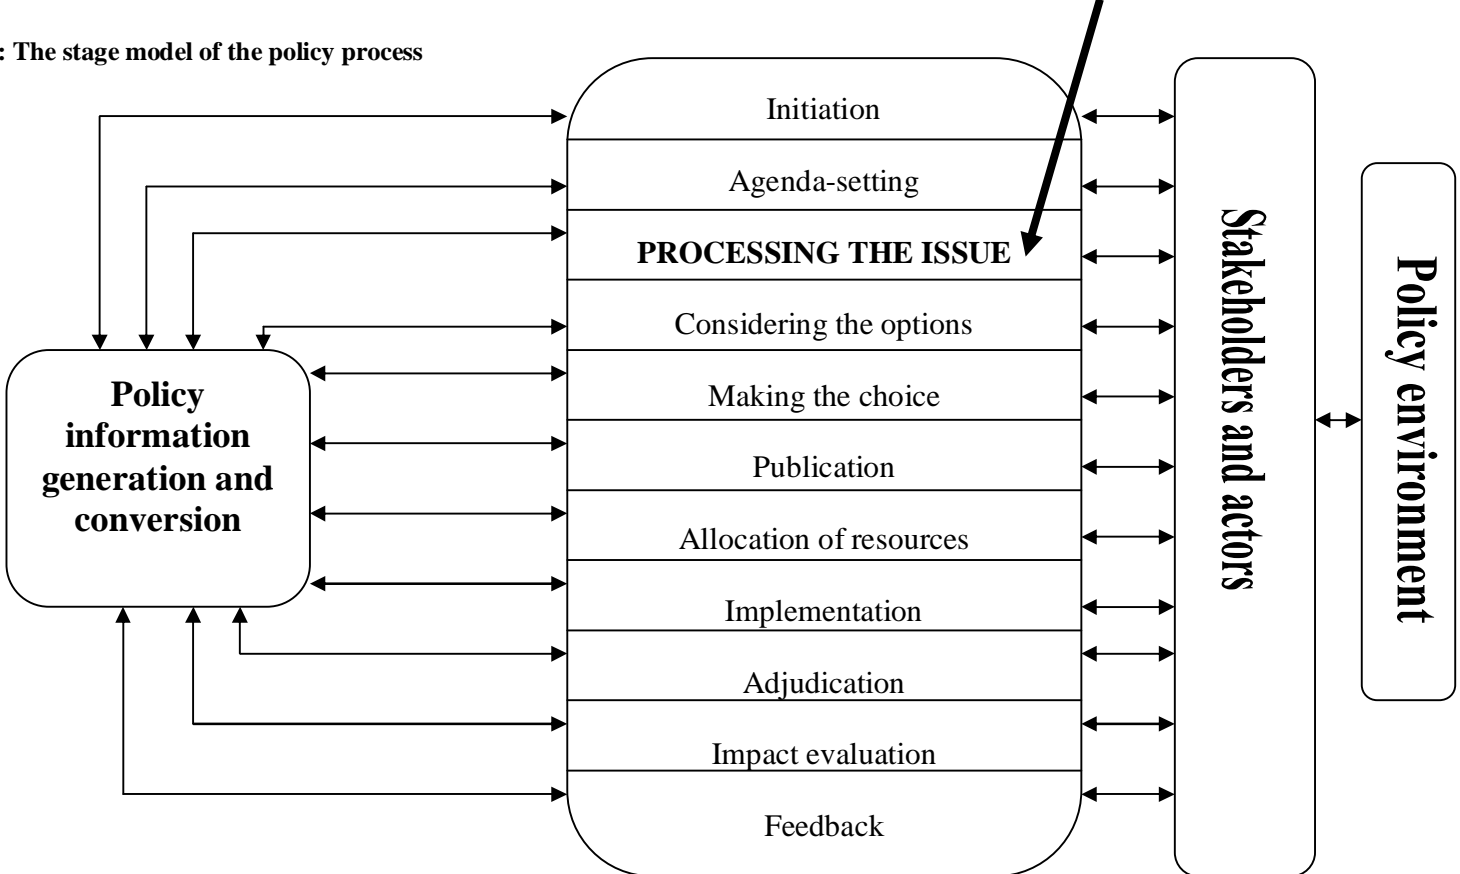 : The stage model of the policy process
Initiation
Agenda-setting
PROCESSING THE ISSUE
Considering the options
Making the choice
Publication
Allocation of resources
Implementation
Adjudication
Impact evaluation
Feedback
Policy
information
generation and
conversion
Stakeholders and actors
Policy environment